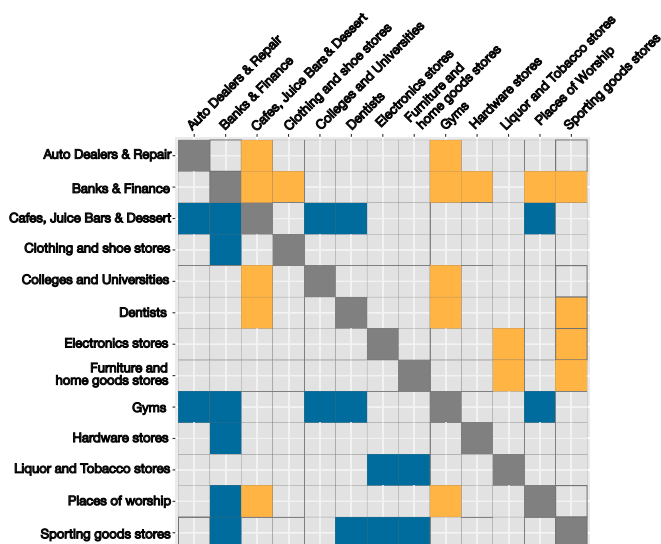 Auto Dealers & Repair
Banks & Finance
Cafes, Juice Bars & Dessert
Clothing and shoe stores
Colleges and Universities
Dentists
Electronics stores
Furniture and
home goods stores
Gyms
Hardware stores
Liquor and Tobacco stores
Places of Worship
Sporting goods stores
Auto Dealers & Repair
Banks & Finance
Cafes, Juice Bars & Dessert
Clothing and shoe stores
Colleges and Universities
Dentists
Electronics stores
Furniture and
home goods stores
Gyms
Hardware stores
Liquor and Tobacco stores
Places of worship
Sporting goods stores